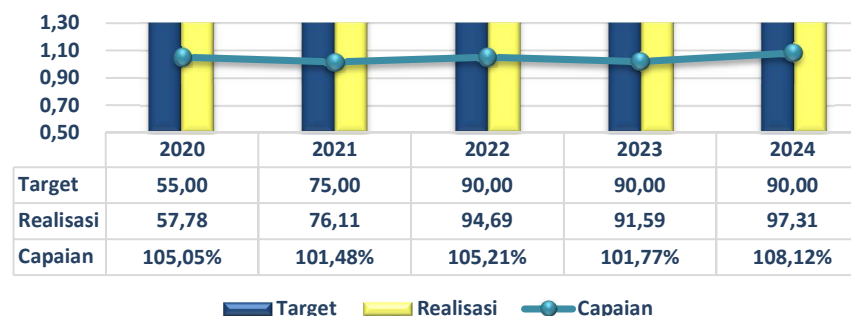 1,30
1,10
0,90
0,70
0,50
2020 2021 2022 2023 2024
Target 55,00 75,00 90,00 90,00 90,00
Realisasi 57,78 76,11 94,69 91,59 97,31
Capaian 105,05% 101,48% 105,21% 101,77% 108,12%
Target Realisasi Capaian